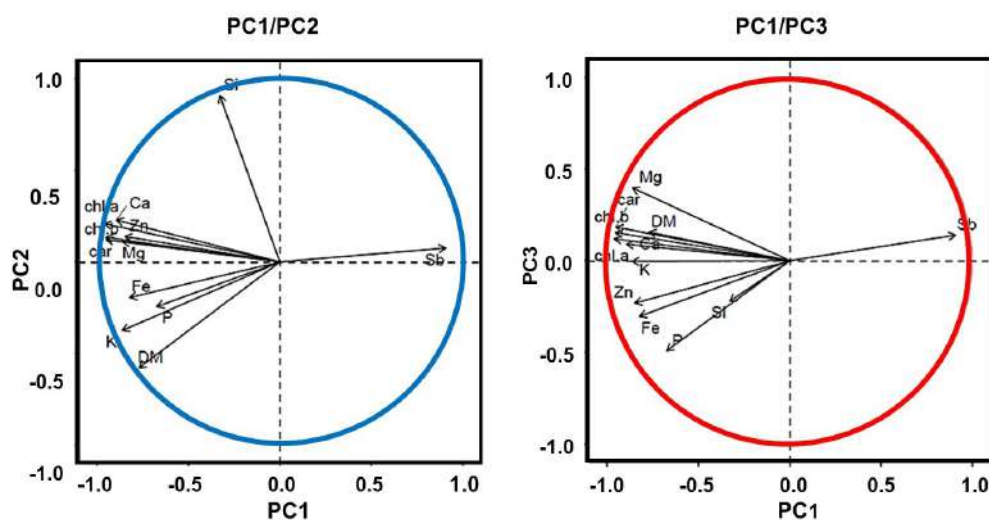 PC1/PC2
1.0
0.5
0.0
-0.5
-1.0
PC2
Si
chl.a
Ca
chl.b
Zn
car
Mg
Fe
P
K
DM
Sb
-1.0 -0.5 0.0 0.5 1.0
PC1
PC1/PC3
1.0
0.5
0.0
-0.5
-1.0
PC3
Mg
car
chl.b
DM
Ca
chl.a
K
Zn
Si
Fe
P
Sb
-1.0 -0.5 0.0 0.5 1.0
PC1